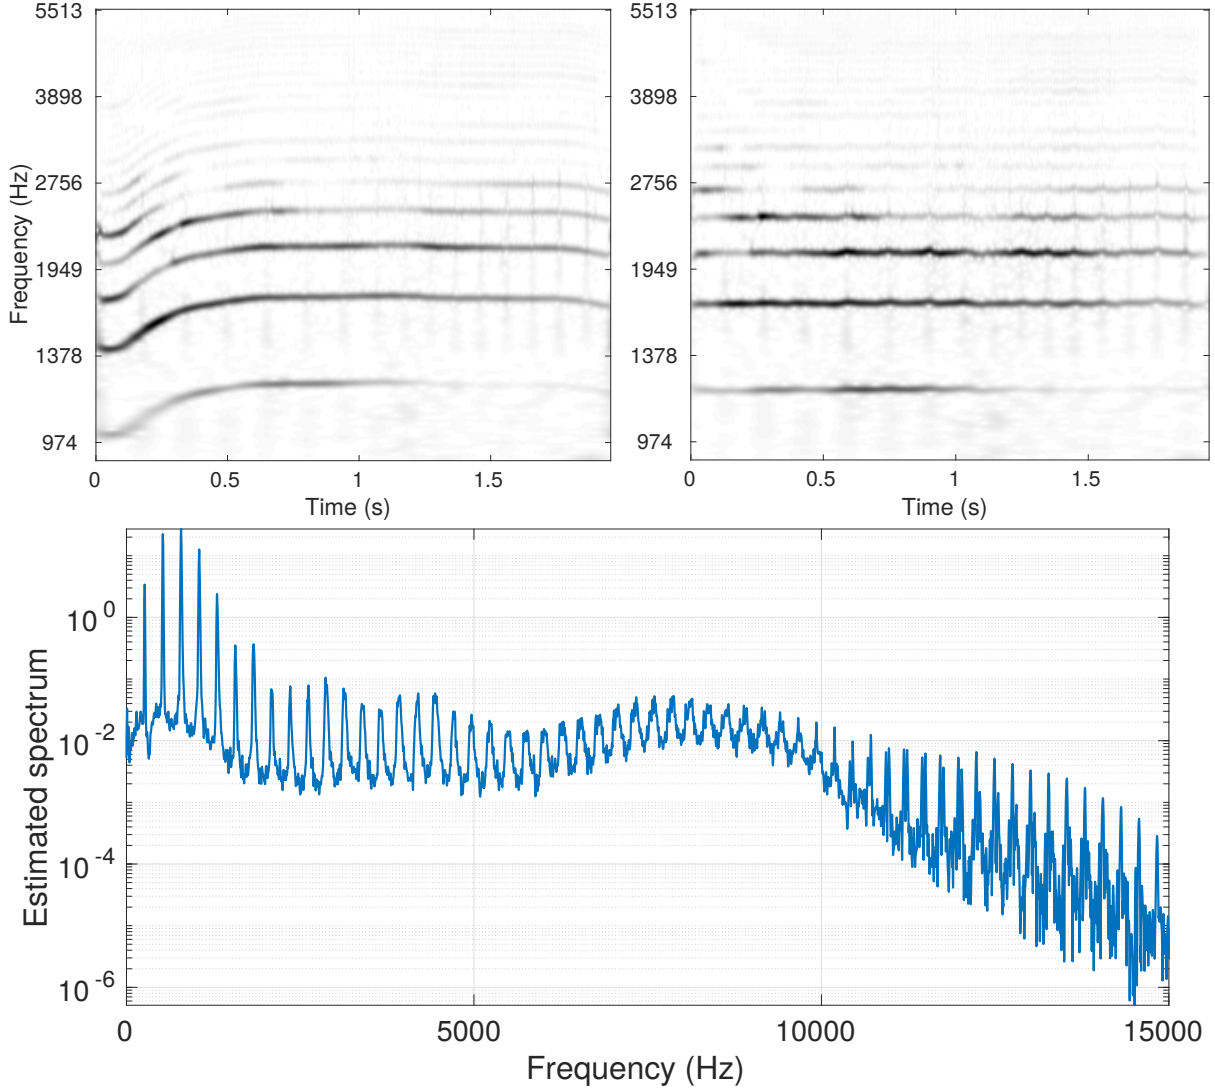 5513
3898
2756
1949
1378
974
Frequency (Hz)
0 0.5 1 1.5
Time (s)
5513
3898
2756
1949
1378
974
0 0.5 1 1.5
Time (s)
10^0
10^-2
10^-4
10^-6
Estimated spectrum
0 5000 10000 15000
Frequency (Hz)